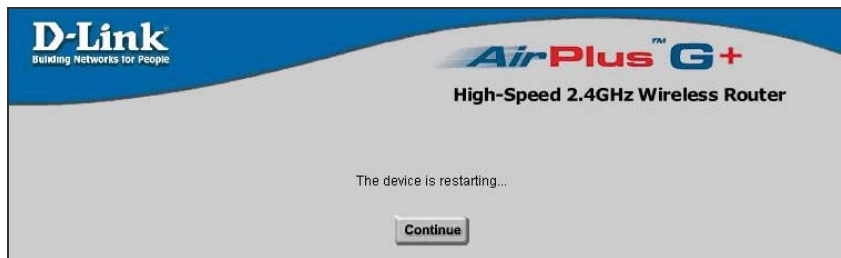 D-Link
Building Networks for People
AirPlus™ G+
High-Speed 2.4GHz Wireless Router
The device is restarting...
Continue